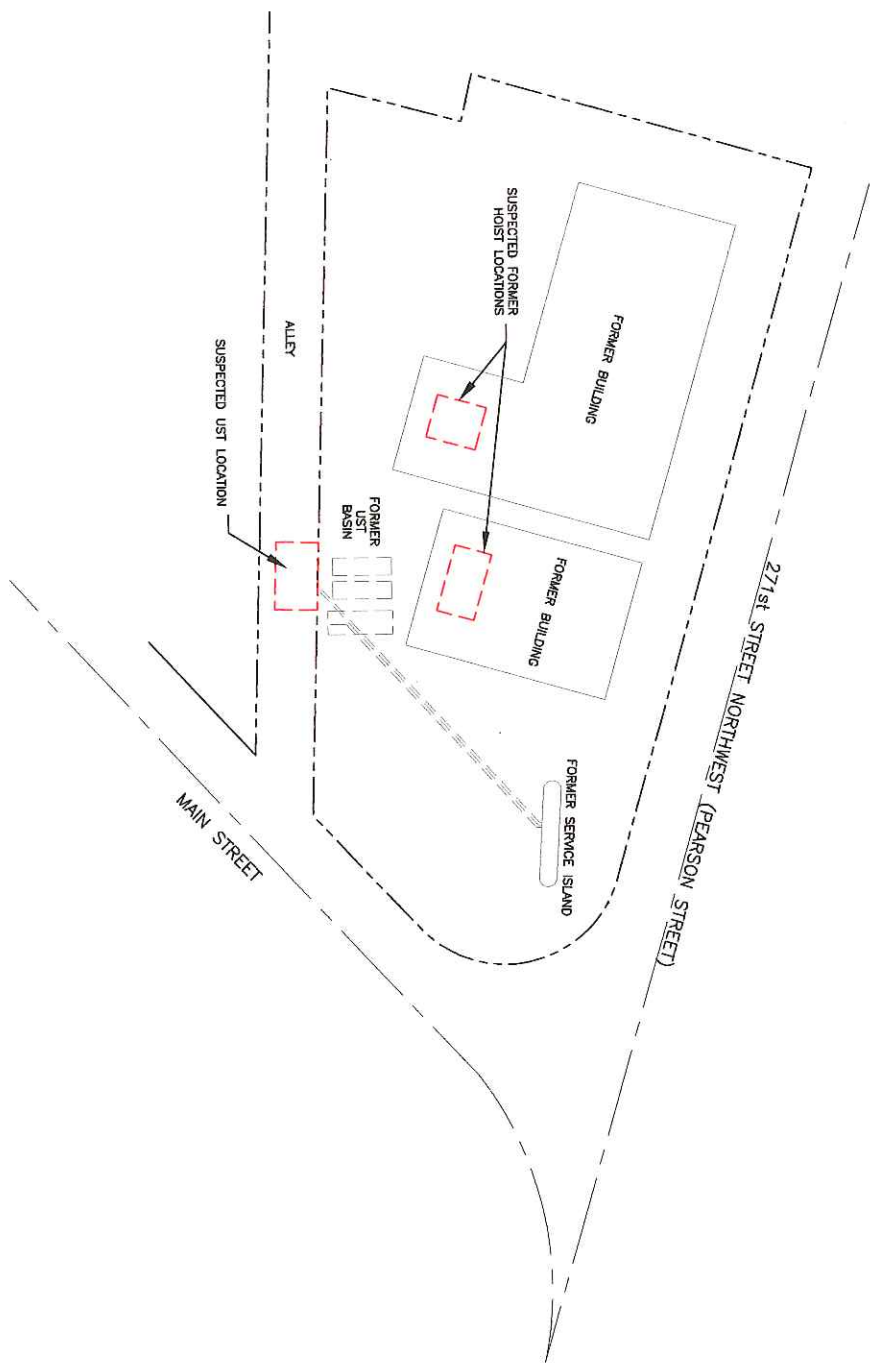 271st STREET NORTHWEST (PEARSON STREET)
FORMER BUILDING
FORMER BUILDING
SUSPECTED FORMER
HOIST LOCATIONS
FORMER SERVICE ISLAND
FORMER
UST
BASIN
ALLEY
SUSPECTED UST LOCATION
MAIN STREET